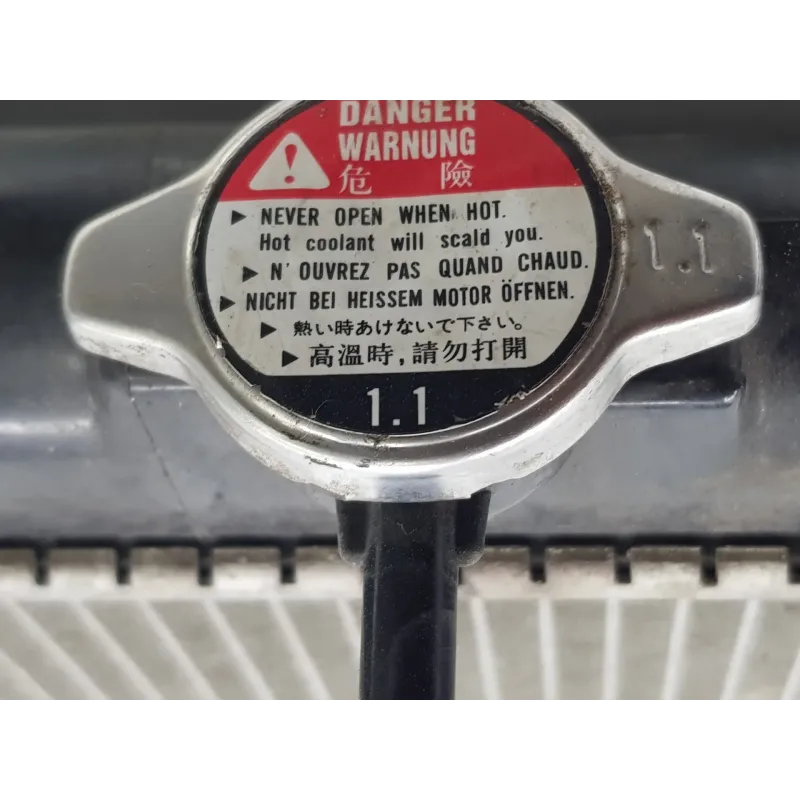 DANGER
WARNUNG
危 險
▶ NEVER OPEN WHEN HOT.
Hot coolant will scald you.
▶ N'OUVREZ PAS QUAND CHAUD.
▶ NICHT BEI HEISSEM MOTOR ÖFFNEN.
▶ 熱い時あけないで下さい。
▶ 高溫時,請勿打開
1.1
1.1